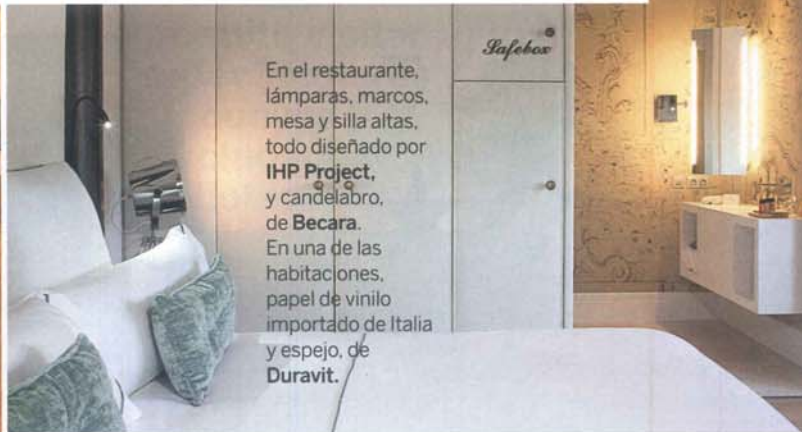 Safebox
En el restaurante,
lámparas, marcos,
mesa y silla altas,
todo diseñado por
IHP Project,
y candelabro,
de Becara.
En una de las
habitaciones,
papel de vinilo
importado de Italia
y espejo, de
Duravit.